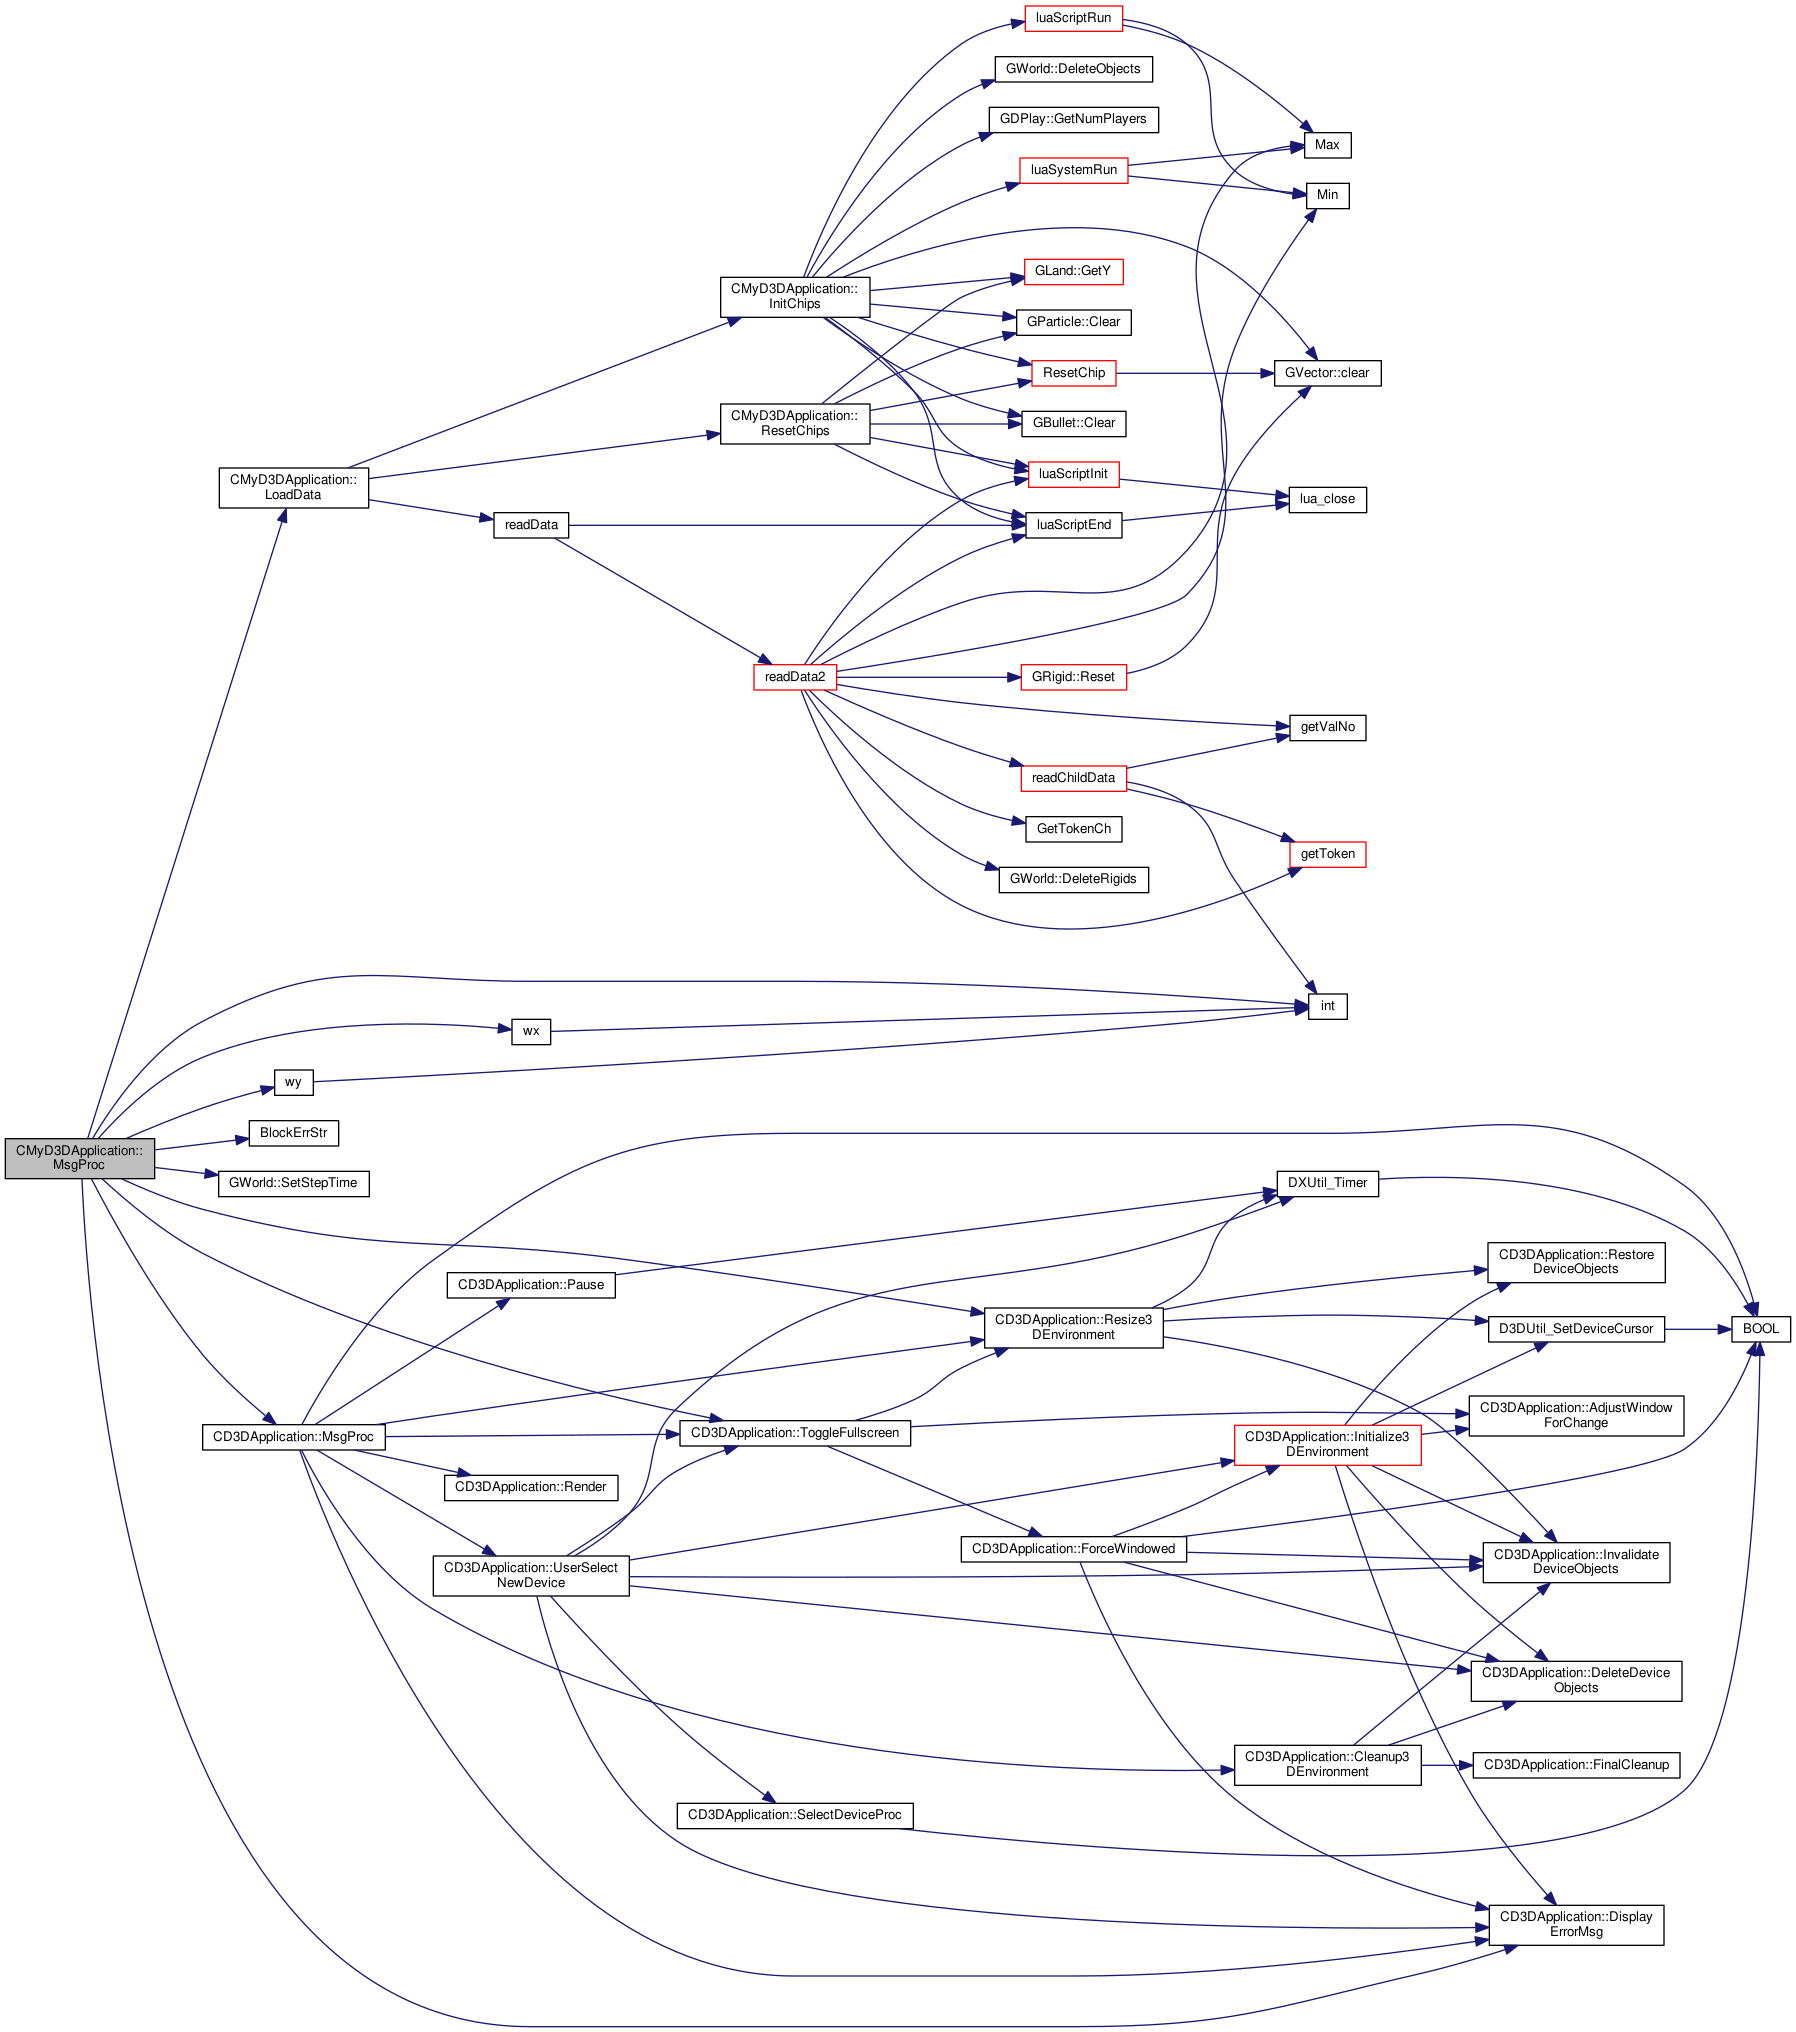 luaScriptRun
GWorld::DeleteObjects
GDPlay::GetNumPlayers
Max
luaSystemRun
Min
GLand::GetY
CMyD3DApplication::
InitChips
GParticle::Clear
ResetChip
GVector::clear
CMyD3DApplication::
ResetChips
GBullet::Clear
luaScriptInit
CMyD3DApplication::
LoadData
lua_close
readData
luaScriptEnd
readData2
GRigid::Reset
getValNo
readChildData
GetTokenCh
getToken
GWorld::DeleteRigids
int
wx
wy
BlockErrStr
CMyD3DApplication::
MsgProc
GWorld::SetStepTime
DXUtil_Timer
CD3DApplication::Restore
DeviceObjects
CD3DApplication::Pause
CD3DApplication::Resize3
DEnvironment
D3DUtil_SetDeviceCursor
BOOL
CD3DApplication::AdjustWindow
ForChange
CD3DApplication::MsgProc
CD3DApplication::ToggleFullscreen
CD3DApplication::Initialize3
DEnvironment
CD3DApplication::Render
CD3DApplication::ForceWindowed
CD3DApplication::Invalidate
DeviceObjects
CD3DApplication::UserSelect
NewDevice
CD3DApplication::DeleteDevice
Objects
CD3DApplication::Cleanup3
DEnvironment
CD3DApplication::FinalCleanup
CD3DApplication::SelectDeviceProc
CD3DApplication::Display
ErrorMsg